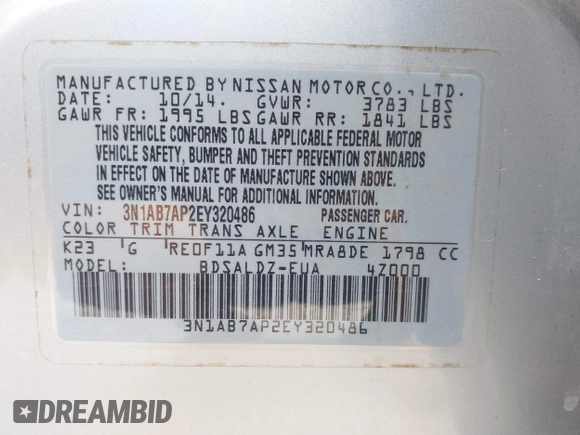 MANUFACTURED BY NISSAN MOTOR CO., LTD.
DATE: 10/14. GVWR: 3783 LBS
GAWR FR: 1995 LBS GAWR RR: 1841 LBS
THIS VEHICLE CONFORMS TO ALL APPLICABLE FEDERAL MOTOR
VEHICLE SAFETY, BUMPER AND THEFT PREVENTION STANDARDS
IN EFFECT ON THE DATE OF MANUFACTURE SHOWN ABOVE.
SEE OWNER'S MANUAL FOR ADDITIONAL INFORMATION.
VIN: 3N1AB7AP2EY320486 PASSENGER CAR.
COLOR TRIM TRANS AXLE ENGINE
K23 G RE0F11A GM35 MRA8DE 1798 CC
MODEL: BDSALDZ-EUA 4Z000
3N1AB7AP2EY320486
DREAMBID